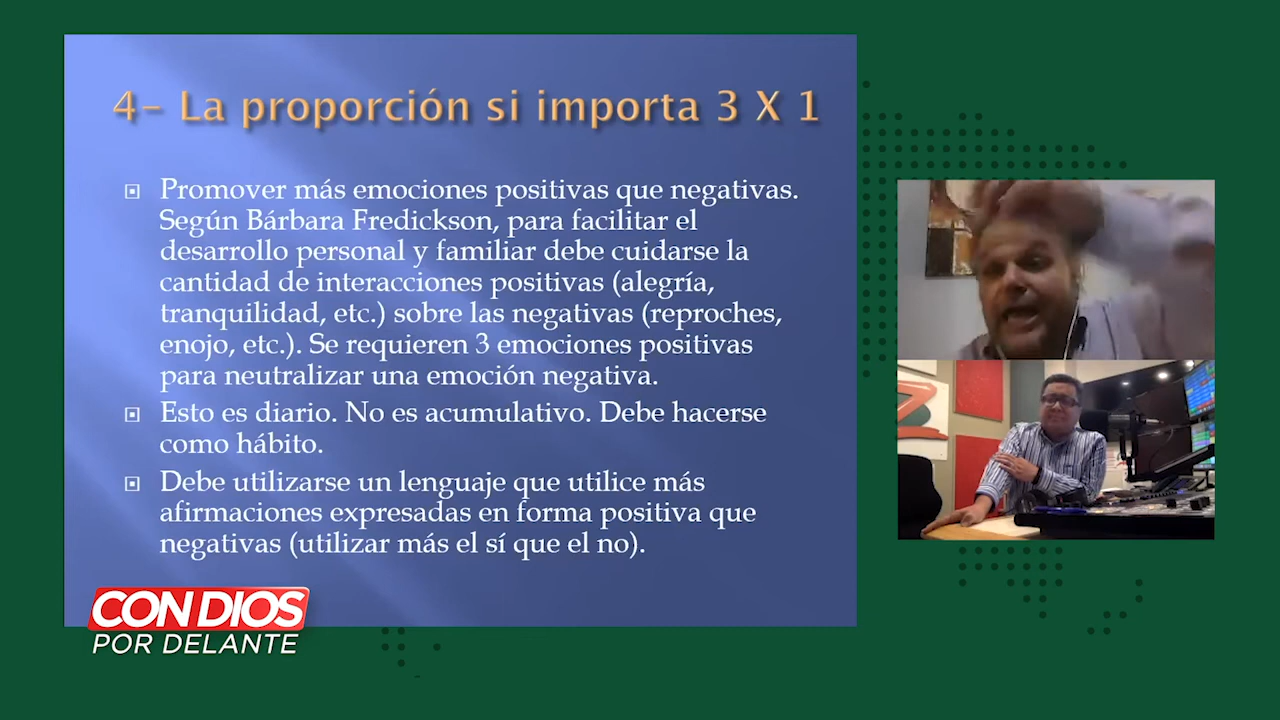 4- La proporción si importa 3 X 1
Promover más emociones positivas que negativas.
Según Bárbara Fredickson, para facilitar el
desarrollo personal y familiar debe cuidarse la
cantidad de interacciones positivas (alegría,
tranquilidad, etc.) sobre las negativas (reproches,
enojo, etc.). Se requieren 3 emociones positivas
para neutralizar una emoción negativa.
Esto es diario. No es acumulativo. Debe hacerse
como hábito.
Debe utilizarse un lenguaje que utilice más
afirmaciones expresadas en forma positiva que
negativas (utilizar más el sí que el no).
CON DIOS
POR DELANTE